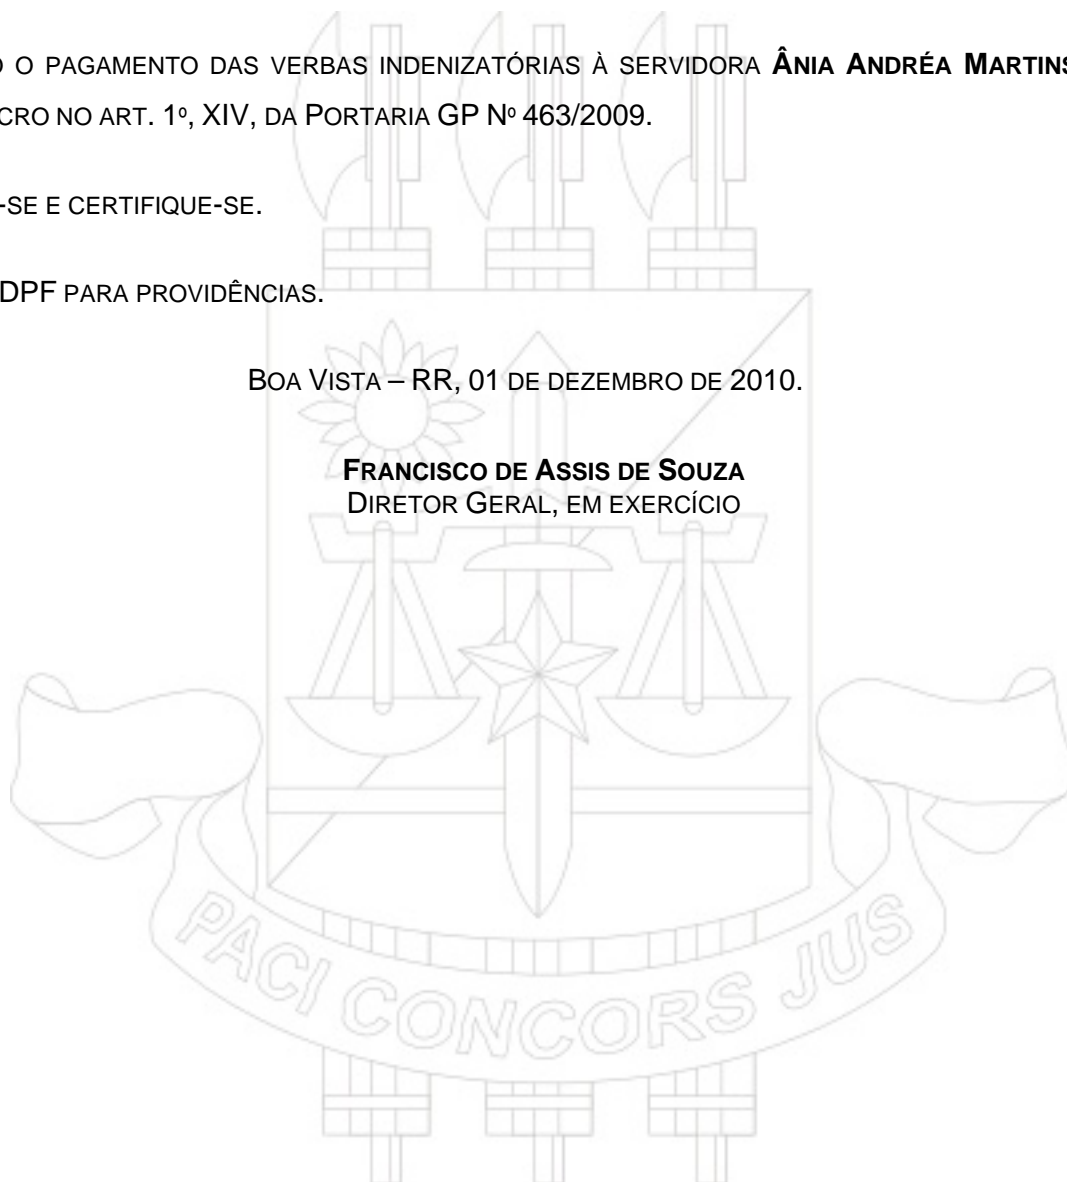 O PAGAMENTO DAS VERBAS INDENIZATÓRIAS À SERVIDORA ÂNIA ANDRÉA MARTINS
CRO NO ART. 1º, XIV, DA PORTARIA GP Nº 463/2009.
-SE E CERTIFIQUE-SE.
DPF PARA PROVIDÊNCIAS.
BOA VISTA – RR, 01 DE DEZEMBRO DE 2010.
FRANCISCO DE ASSIS DE SOUZA
DIRETOR GERAL, EM EXERCÍCIO
PACI CONCORS JUS